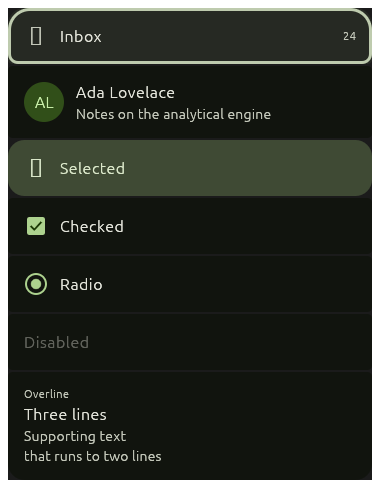 Inbox
24
AL
Ada Lovelace
Notes on the analytical engine
Selected
Checked
Radio
Disabled
Overline
Three lines
Supporting text
that runs to two lines